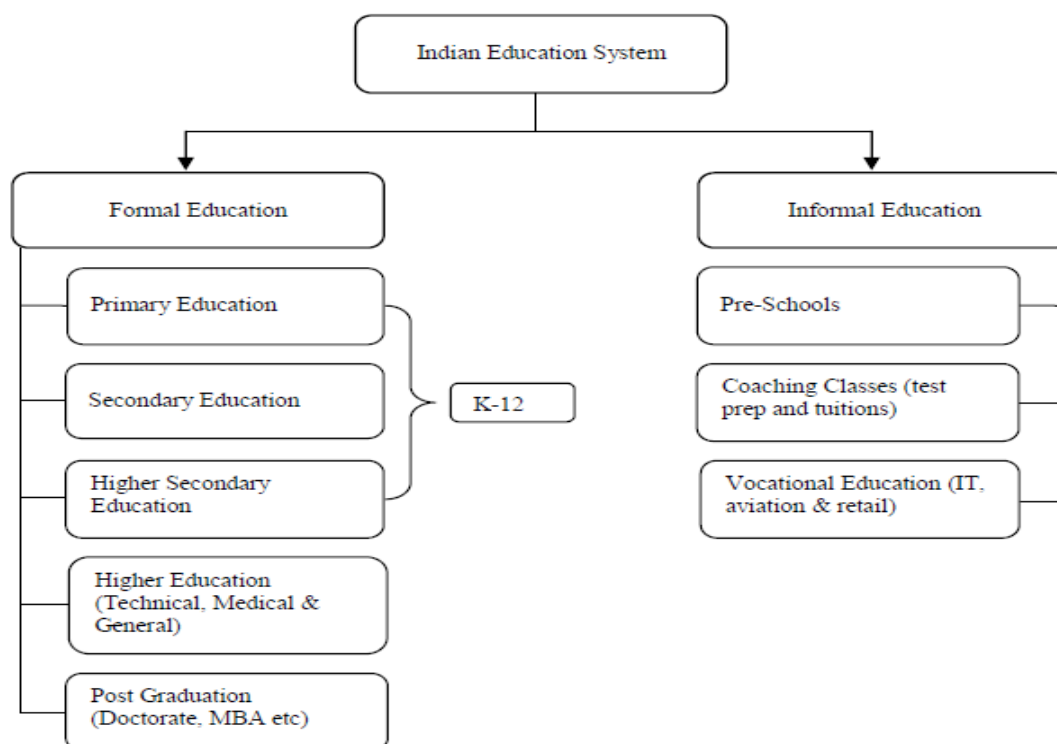 Indian Education System
Formal Education
Primary Education
Secondary Education
Higher Secondary
Education
Higher Education
(Technical, Medical &
General)
Post Graduation
(Doctorate, MBA etc)
K-12
Informal Education
Pre-Schools
Coaching Classes (test
prep and tuitions)
Vocational Education (IT,
aviation & retail)